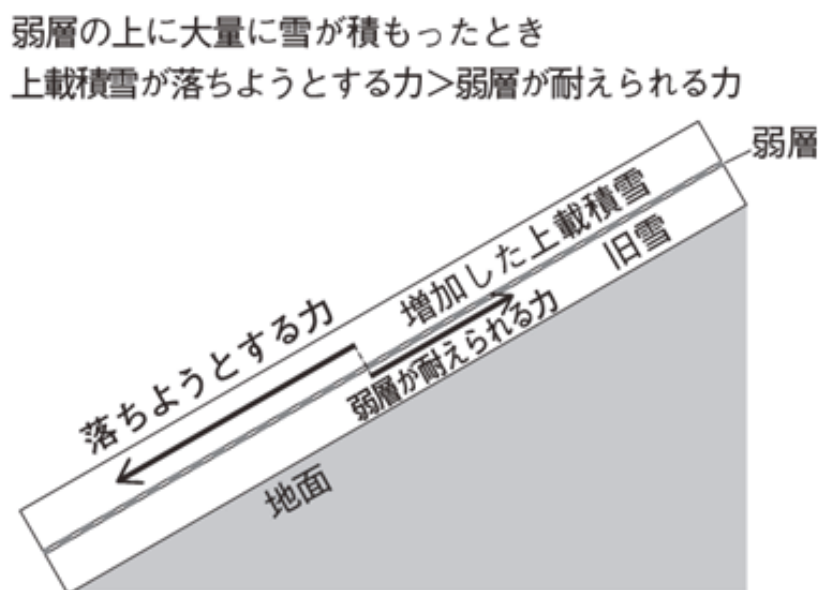 弱層の上に大量に雪が積もったとき
上載積雪が落ちようとする力＞弱層が耐えられる力
弱層
増加した上載積雪
旧雪
落ちようとする力
弱層が耐えられる力
地面